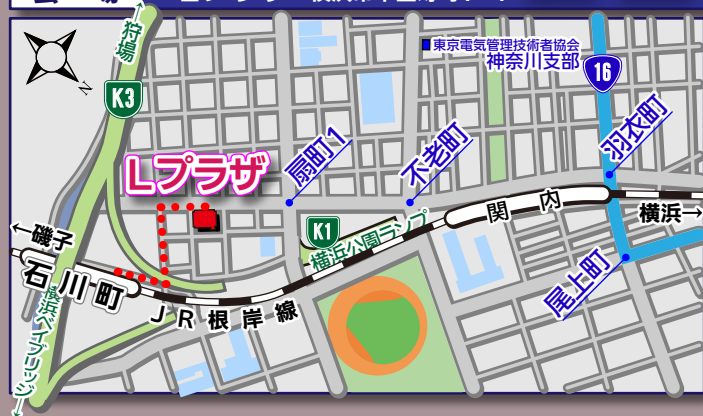 ↑狩場
N
K3
Lプラザ
扇町1
不老町
■東京電気管理技術者協会
神奈川支部
16
羽衣町
K1
横浜公園ランプ
関内
横浜→
←磯子
石川町
JR根岸線
尾上町
横浜ベイブリッジ→